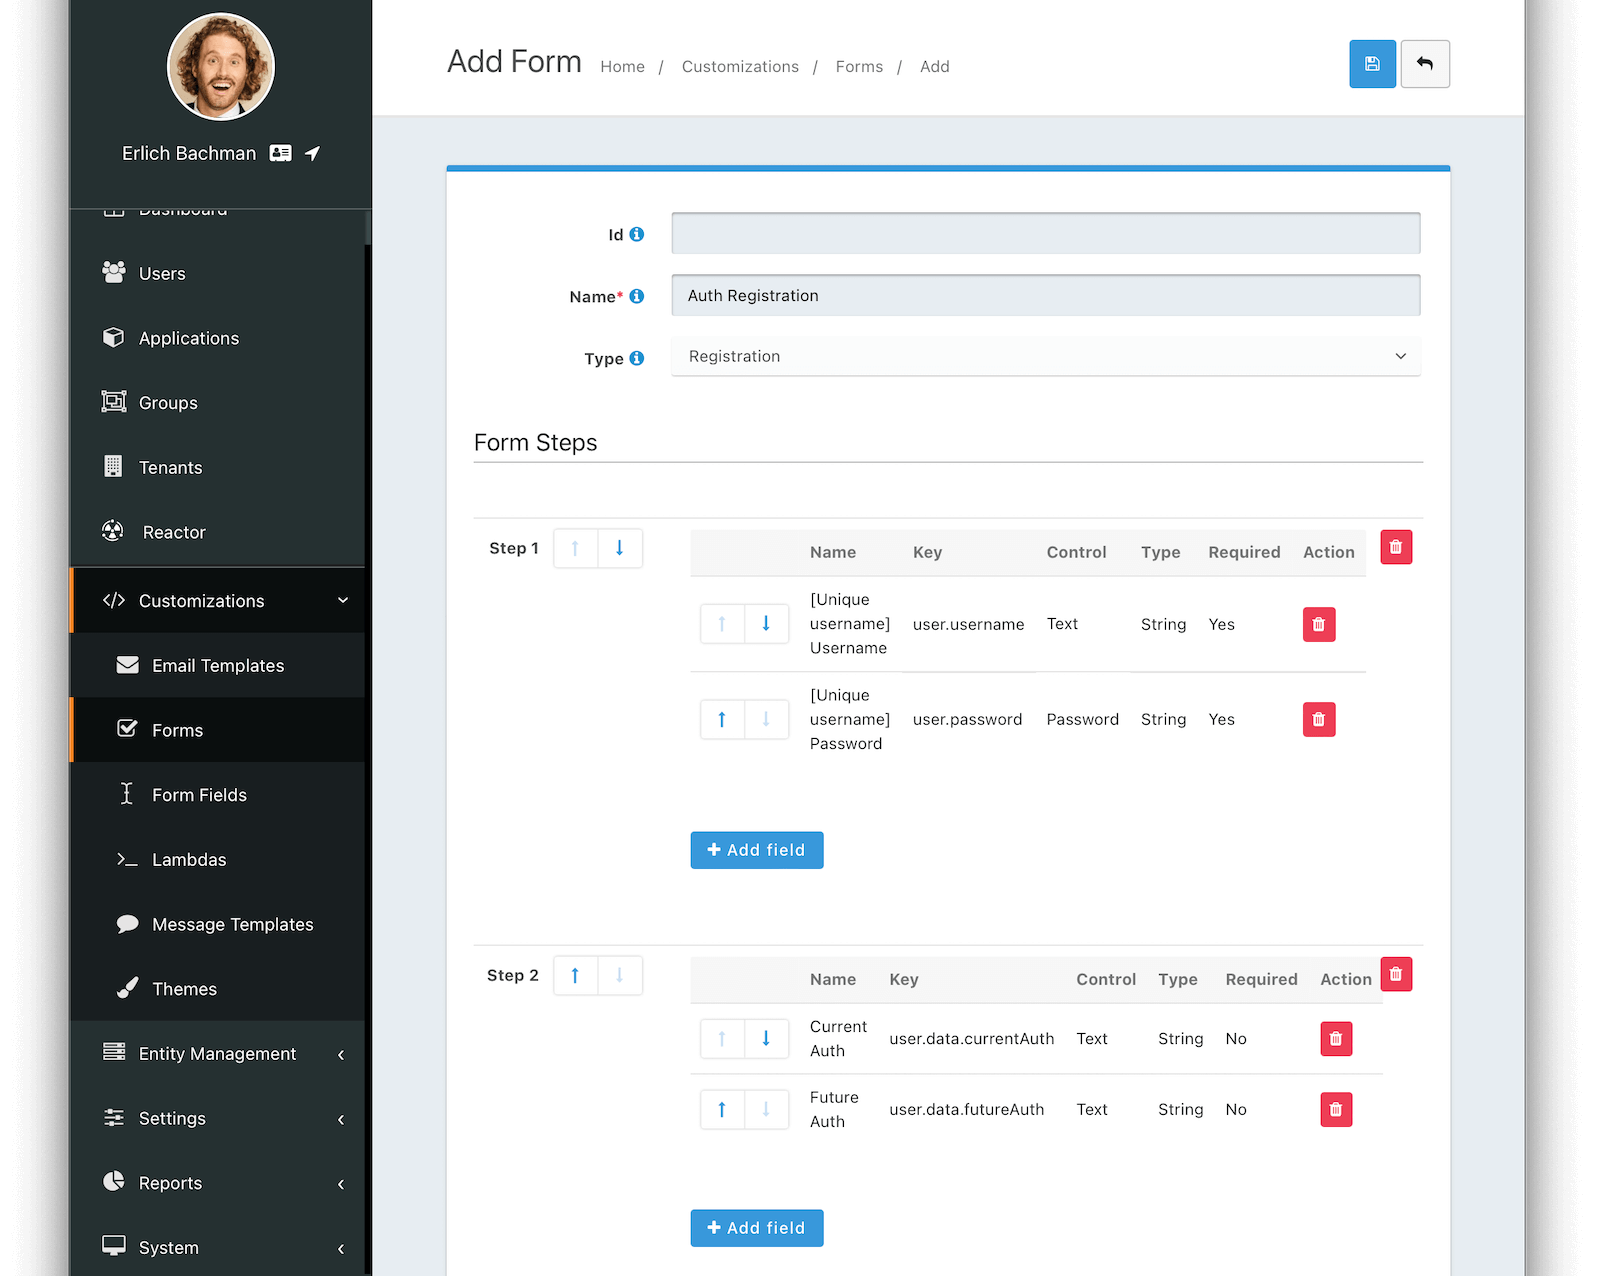 Erlich Bachman
Dashboard
Users
Applications
Groups
Tenants
Reactor
Customizations
Email Templates
Forms
Form Fields
Lambdas
Message Templates
Themes
Entity Management
Settings
Reports
System
Add Form Home / Customizations / Forms / Add
Id
Name* Auth Registration
Type Registration
Form Steps
Step 1
Name Key Control Type Required Action
[Unique
username]
Username
user.username Text String Yes
[Unique
username]
Password
user.password Password String Yes
Add field
Step 2
Name Key Control Type Required Action
Current
Auth
user.data.currentAuth Text String No
Future
Auth
user.data.futureAuth Text String No
Add field